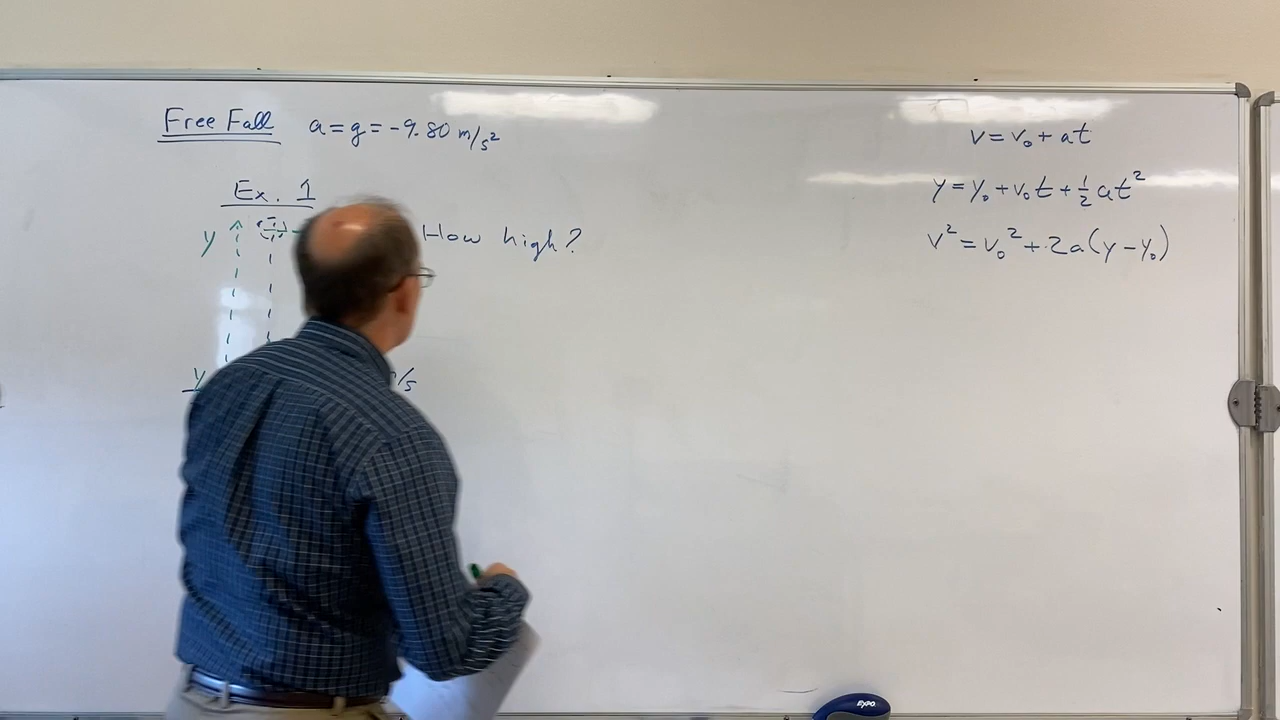 Free Fall a = g = -9.80 m/s²
Ex. 1
y How high?
y /s
v = v₀ + at
y = y₀ + v₀t + ½at²
v² = v₀² + 2a(y - y₀)
EXPO